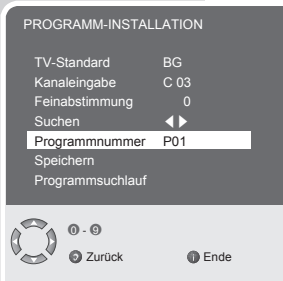 PROGRAMM-INSTALLATION
TV-Standard BG
Kanaleingabe C 03
Feinabstimmung 0
Suchen
Programmnummer P01
Speichern
Programmsuchlauf
0 - 9
Zurück Ende